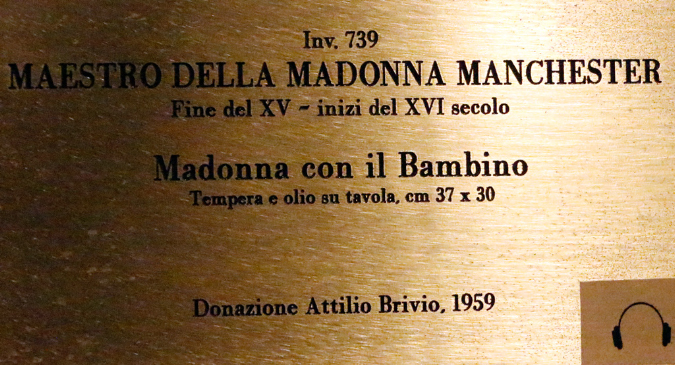 Inv. 739
MAESTRO DELLA MADONNA MANCHESTER
Fine del XV - inizi del XVI secolo
Madonna con il Bambino
Tempera e olio su tavola, cm 37 x 30
Donazione Attilio Brivio, 1959